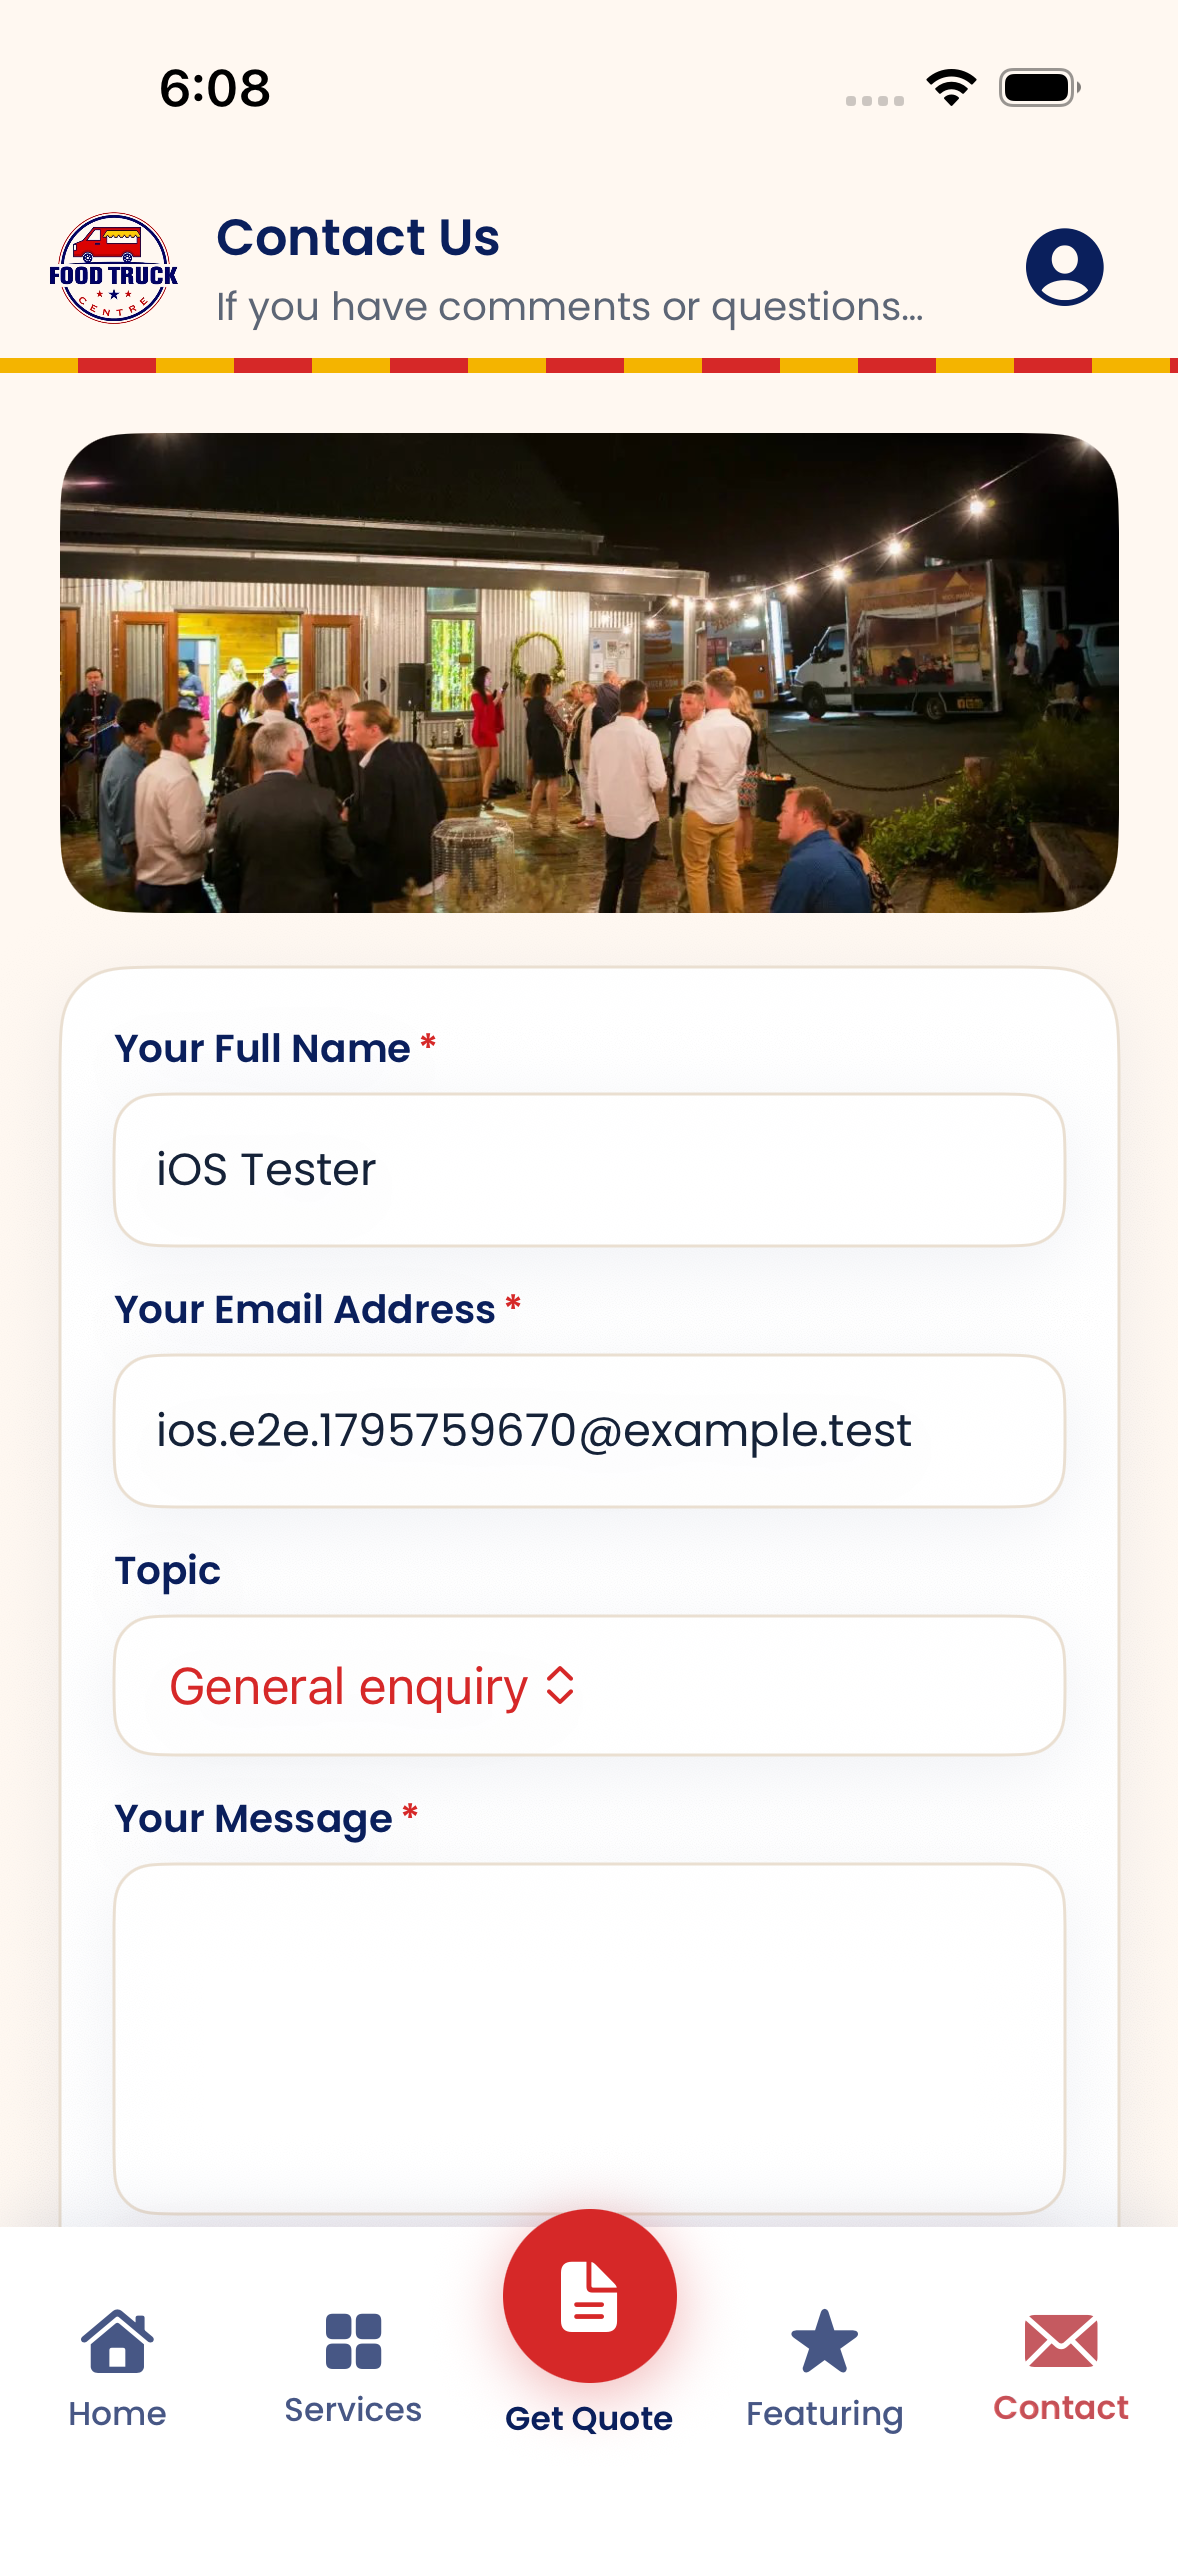 6:08
FOOD TRUCK
CENTRE
Contact Us
If you have comments or questions...
Your Full Name *
iOS Tester
Your Email Address *
ios.e2e.1795759670@example.test
Topic
General enquiry
Your Message *
Home
Services
Get Quote
Featuring
Contact